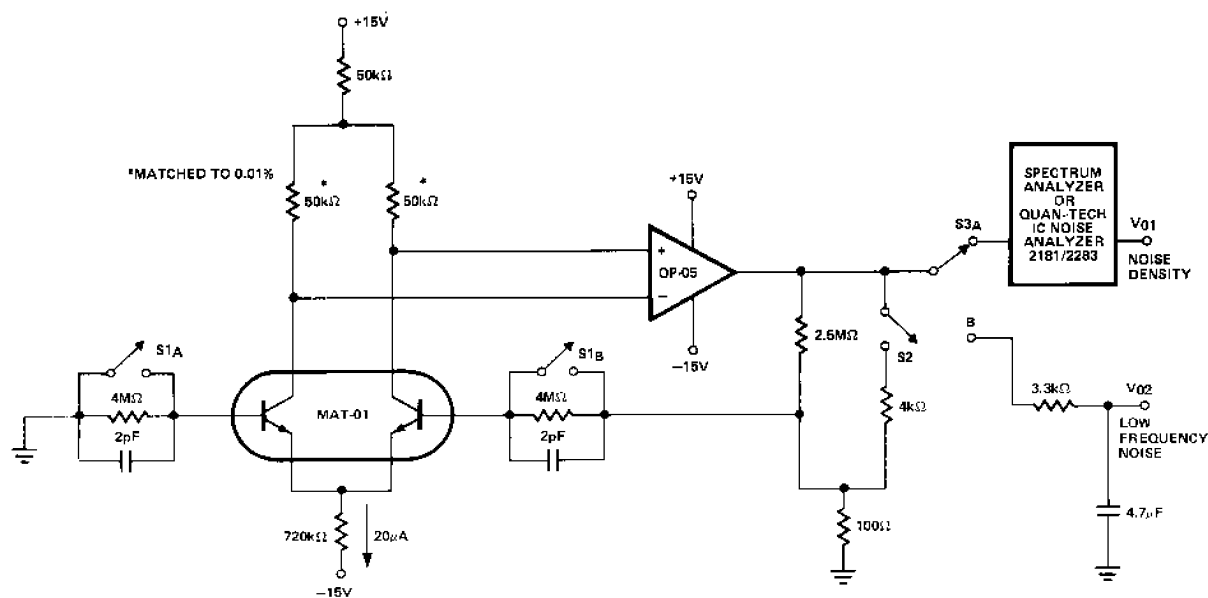 +15V
50kΩ
*MATCHED TO 0.01%
*
50kΩ
*
50kΩ
+15V
+
OP-05
−
−15V
S3A
SPECTRUM
ANALYZER
OR
QUAN-TECH
IC NOISE
ANALYZER
2181/2283
V01
NOISE
DENSITY
2.5MΩ
S2
4kΩ
B
3.3kΩ
V02
LOW
FREQUENCY
NOISE
4.7μF
S1A
4MΩ
2pF
MAT-01
S1B
4MΩ
2pF
720kΩ
20μA
−15V
100Ω